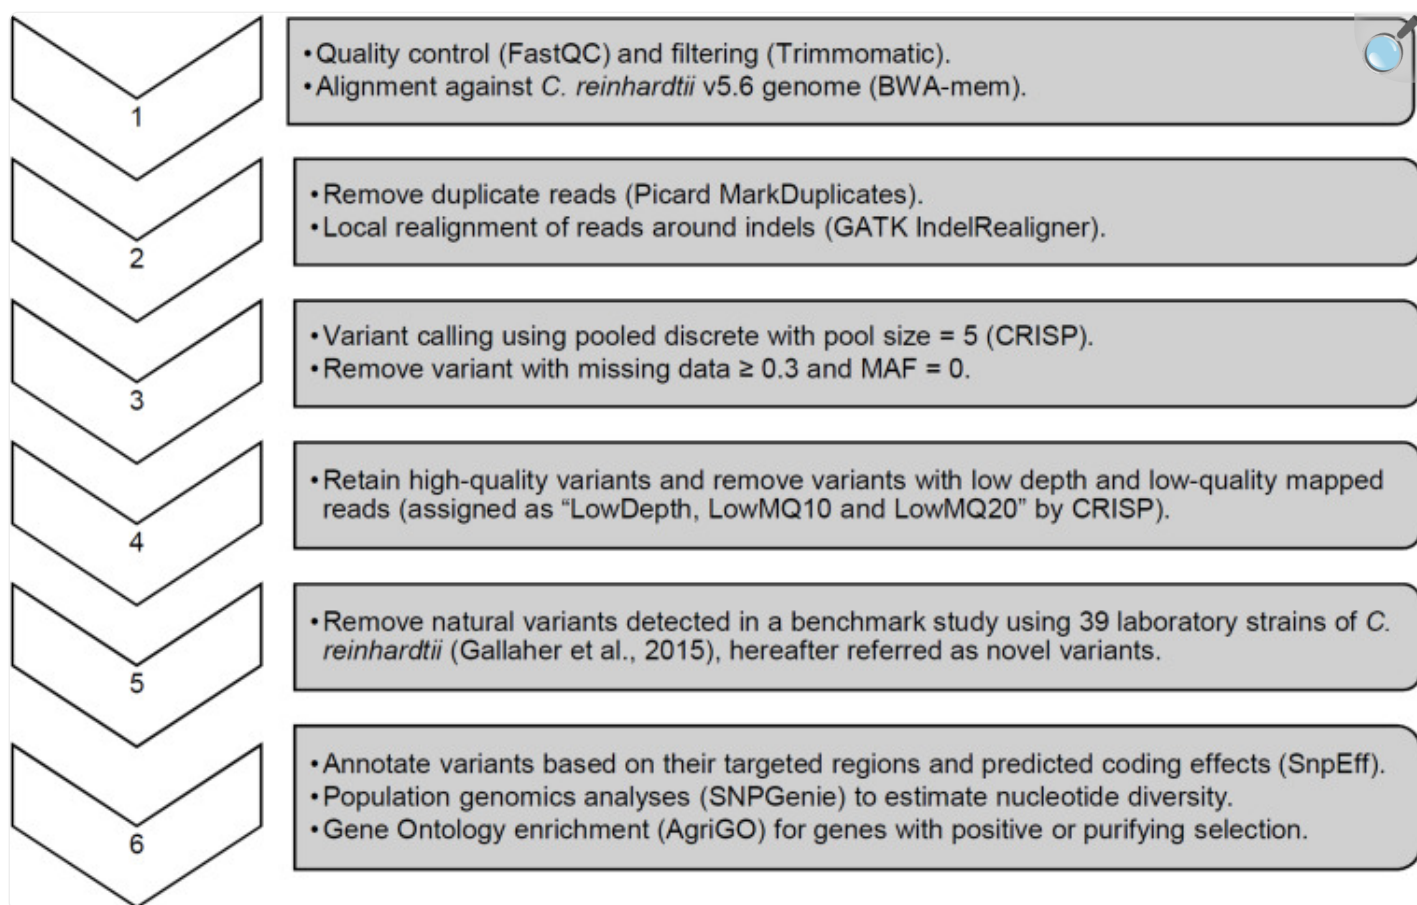 1
•Quality control (FastQC) and filtering (Trimmomatic).
•Alignment against C. reinhardtii v5.6 genome (BWA-mem).
2
•Remove duplicate reads (Picard MarkDuplicates).
•Local realignment of reads around indels (GATK IndelRealigner).
3
•Variant calling using pooled discrete with pool size = 5 (CRISP).
•Remove variant with missing data ≥ 0.3 and MAF = 0.
4
•Retain high-quality variants and remove variants with low depth and low-quality mapped
reads (assigned as “LowDepth, LowMQ10 and LowMQ20” by CRISP).
5
•Remove natural variants detected in a benchmark study using 39 laboratory strains of C.
reinhardtii (Gallaher et al., 2015), hereafter referred as novel variants.
6
•Annotate variants based on their targeted regions and predicted coding effects (SnpEff).
•Population genomics analyses (SNPGenie) to estimate nucleotide diversity.
•Gene Ontology enrichment (AgriGO) for genes with positive or purifying selection.